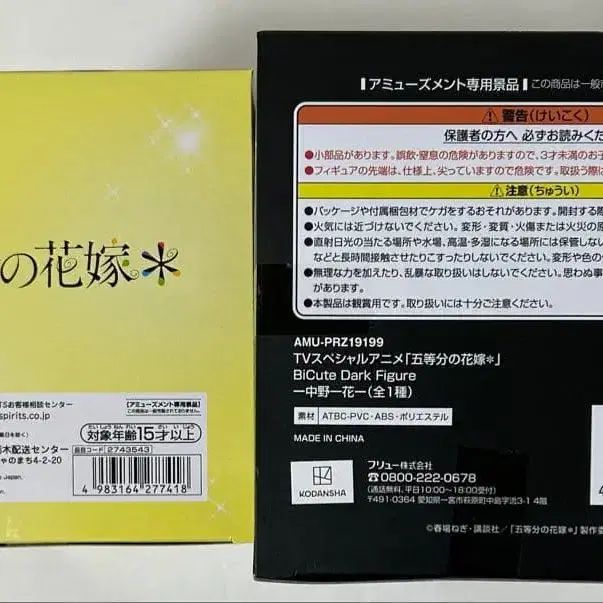 の花嫁*
TSお客様相談センター
spirits.co.jp
【アミューズメント専用景品】
栃木配送センター
やのまち4-2-20
対象年齢15才以上
品番コード 2743543
4 983164 277418
【アミューズメント専用景品】この商品は一般
⚠警告(けいこく)
保護者の方へ 必ずお読みくだ
●小部品があります。誤飲・窒息の危険がありますので、3才未満のお子
●フィギュアの先端は、仕様上、尖っていますので危険です。取扱う際は
⚠注意(ちゅうい)
●パッケージや付属梱包材でケガをするおそれがあります。開封する際
●火気には近づけないでください。変形・変質・火傷または火災の原
●直射日光の当たる場所や水場、高温・多湿になる場所には保管しない
などと長時間接触させたりこすったりしないでください。変形や色の
●無理な力を加えたり、乱暴な取り扱いはしないでください。思わぬ事
●本製品は観賞用です。取り扱いには十分ご注意ください。
AMU-PRZ19199
TVスペシャルアニメ「五等分の花嫁*」
BiCute Dark Figure
ー中野一花ー(全1種)
素材 ATBC-PVC・ABS・ポリエステル
MADE IN CHINA
KODANSHA
フリュー株式会社
☎0800-222-0678
(通話無料、平日10:00〜18:00受付)
〒491-0364 愛知県一宮市萩原町中島字流3-1 4階
©春場ねぎ・講談社/「五等分の花嫁*」製作委